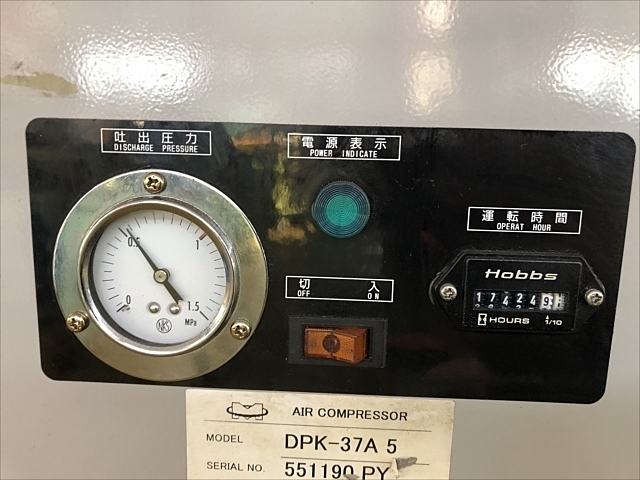 吐出圧力
DISCHARGE PRESSURE
電源表示
POWER INDICATE
0.5
1
0
1.5
MPa
NKS
運転時間
OPERAT HOUR
Hobbs
17424
HOURS 1/10
切 入
OFF ON
AIR COMPRESSOR
MODEL DPK-37A 5
SERIAL NO. 551190 PY